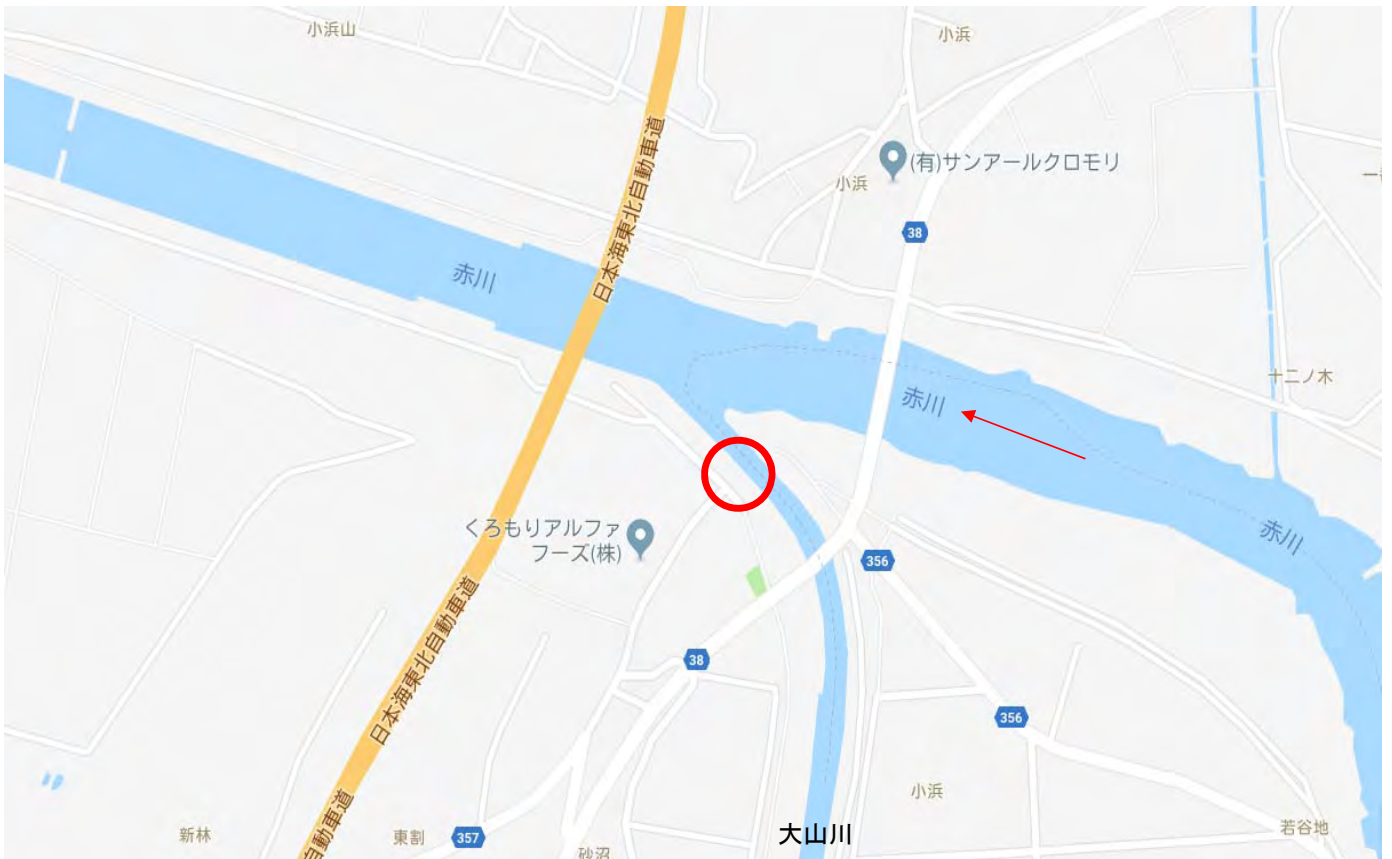 小浜山
小浜
(有)サンアールクロモリ
小浜
38
日本海東北自動車道
赤川
赤川
十二ノ木
赤川
くろもりアルファ
フーズ(株)
356
38
日本海東北自動車道
356
小浜
新林
東割
357
砂沼
大山川
若谷地
自動車道